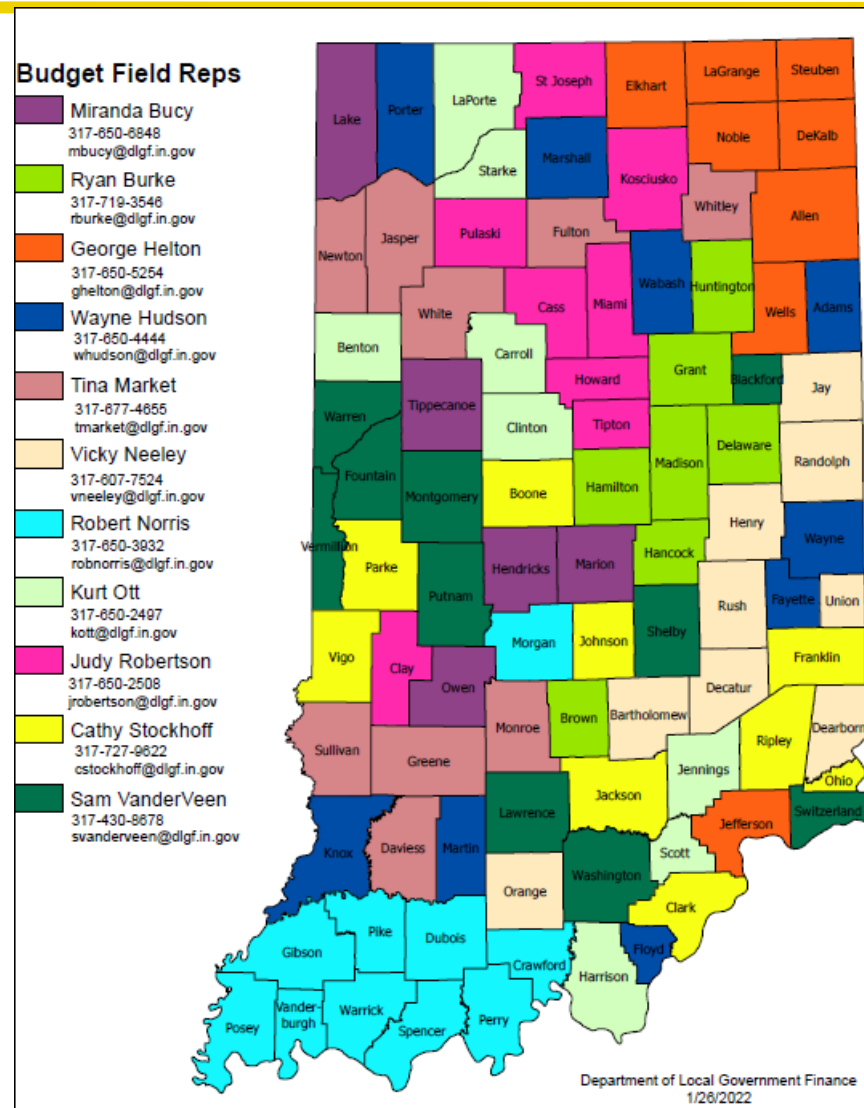 Budget Field Reps
Miranda Bucy
317-650-6848
mbucy@dlgf.in.gov
Ryan Burke
317-719-3546
rburke@dlgf.in.gov
George Helton
317-650-5254
ghelton@dlgf.in.gov
Wayne Hudson
317-650-4444
whudson@dlgf.in.gov
Tina Market
317-677-4655
tmarket@dlgf.in.gov
Vicky Neeley
317-607-7524
vneeley@dlgf.in.gov
Robert Norris
317-650-3932
robnorris@dlgf.in.gov
Kurt Ott
317-650-2497
kott@dlgf.in.gov
Judy Robertson
317-650-2508
jrobertson@dlgf.in.gov
Cathy Stockhoff
317-727-9622
cstockhoff@dlgf.in.gov
Sam VanderVeen
317-430-8678
svanderveen@dlgf.in.gov
Lake
Porter
LaPorte
St Joseph
Elkhart
LaGrange
Steuben
Noble
DeKalb
Starke
Marshall
Kosciusko
Whitley
Allen
Newton
Jasper
Pulaski
Fulton
White
Cass
Miami
Wabash
Huntington
Wells
Adams
Benton
Carroll
Howard
Grant
Blackford
Jay
Warren
Tippecanoe
Clinton
Tipton
Madison
Delaware
Randolph
Fountain
Montgomery
Boone
Hamilton
Henry
Wayne
Vermillion
Parke
Putnam
Hendricks
Marion
Hancock
Rush
Fayette
Union
Vigo
Clay
Owen
Morgan
Johnson
Shelby
Franklin
Decatur
Sullivan
Greene
Monroe
Brown
Bartholomew
Ripley
Dearborn
Ohio
Jennings
Jackson
Lawrence
Jefferson
Switzerland
Knox
Daviess
Martin
Orange
Washington
Scott
Clark
Gibson
Pike
Dubois
Crawford
Floyd
Harrison
Posey
Vander-
burgh
Warrick
Spencer
Perry
Department of Local Government Finance
1/26/2022